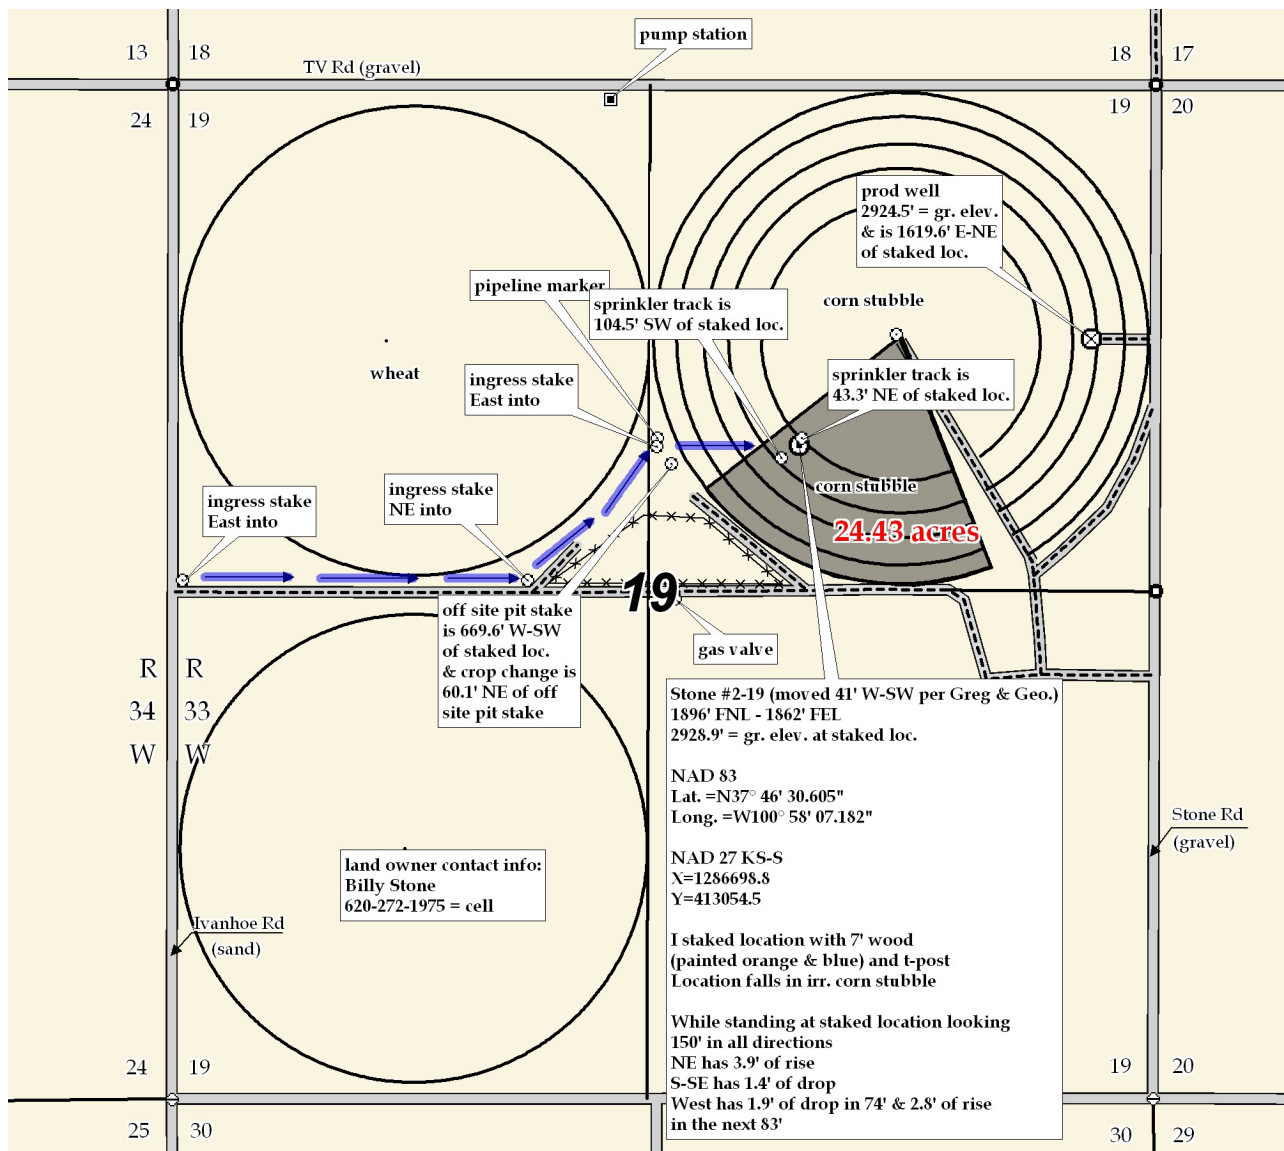 pump station
13 18
18 17
TV Rd (gravel)
24 19
19 20
prod well
2924.5' = gr. elev.
& is 1619.6' E-NE
of staked loc.
pipeline marker
sprinkler track is
104.5' SW of staked loc.
corn stubble
wheat
ingress stake
East into
sprinkler track is
43.3' NE of staked loc.
ingress stake
East into
ingress stake
NE into
corn stubble
24.43 acres
19
off site pit stake
is 669.6' W-SW
of staked loc.
& crop change is
60.1' NE of off
site pit stake
gas valve
R R
34 33
W W
Stone #2-19 (moved 41' W-SW per Greg & Geo.)
1896' FNL - 1862' FEL
2928.9' = gr. elev. at staked loc.
NAD 83
Lat. =N37° 46' 30.605"
Long. =W100° 58' 07.182"
NAD 27 KS-S
X=1286698.8
Y=413054.5
I staked location with 7' wood
(painted orange & blue) and t-post
Location falls in irr. corn stubble
While standing at staked location looking
150' in all directions
NE has 3.9' of rise
S-SE has 1.4' of drop
West has 1.9' of drop in 74' & 2.8' of rise
in the next 83'
Stone Rd
(gravel)
land owner contact info:
Billy Stone
620-272-1975 = cell
Ivanhoe Rd
(sand)
24 19
19 20
25 30
30 29